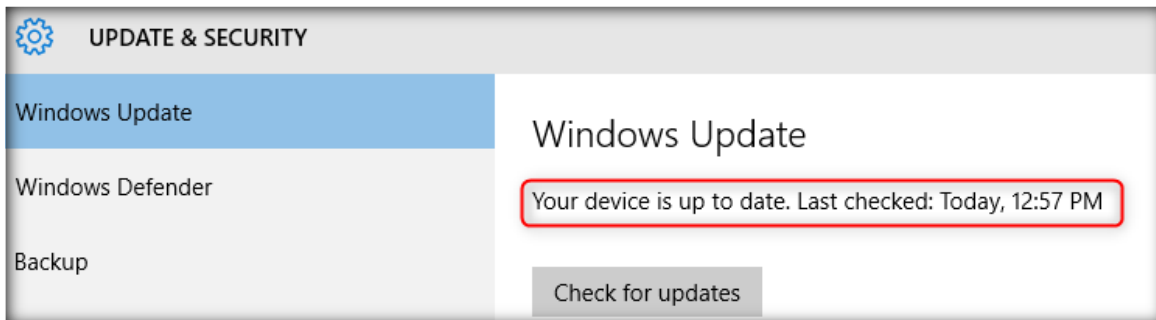 UPDATE & SECURITY
Windows Update
Windows Defender
Backup
Windows Update
Your device is up to date. Last checked: Today, 12:57 PM
Check for updates